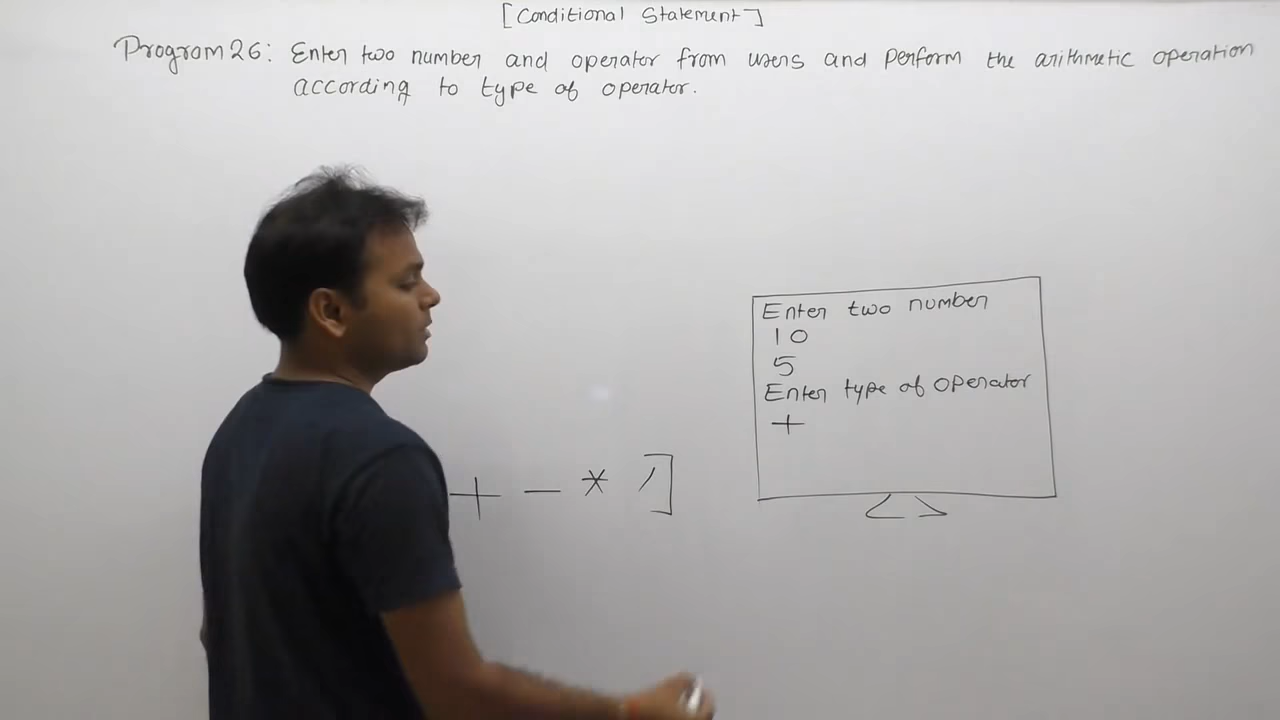 [Conditional Statement]
Program 26: Enter two number and operator from users and perform the arithmetic operation
according to type of operator.
Enter two number
10
5
Enter type of operator
+
+ - * /]